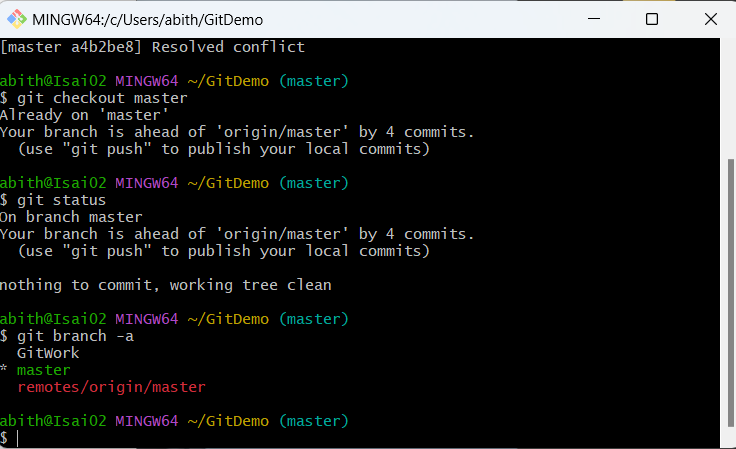 MINGW64:/c/Users/abith/GitDemo
[master a4b2be8] Resolved conflict
abith@Isai02 MINGW64 ~/GitDemo (master)
$ git checkout master
Already on 'master'
Your branch is ahead of 'origin/master' by 4 commits.
  (use "git push" to publish your local commits)
abith@Isai02 MINGW64 ~/GitDemo (master)
$ git status
On branch master
Your branch is ahead of 'origin/master' by 4 commits.
  (use "git push" to publish your local commits)
nothing to commit, working tree clean
abith@Isai02 MINGW64 ~/GitDemo (master)
$ git branch -a
  GitWork
* master
  remotes/origin/master
abith@Isai02 MINGW64 ~/GitDemo (master)
$